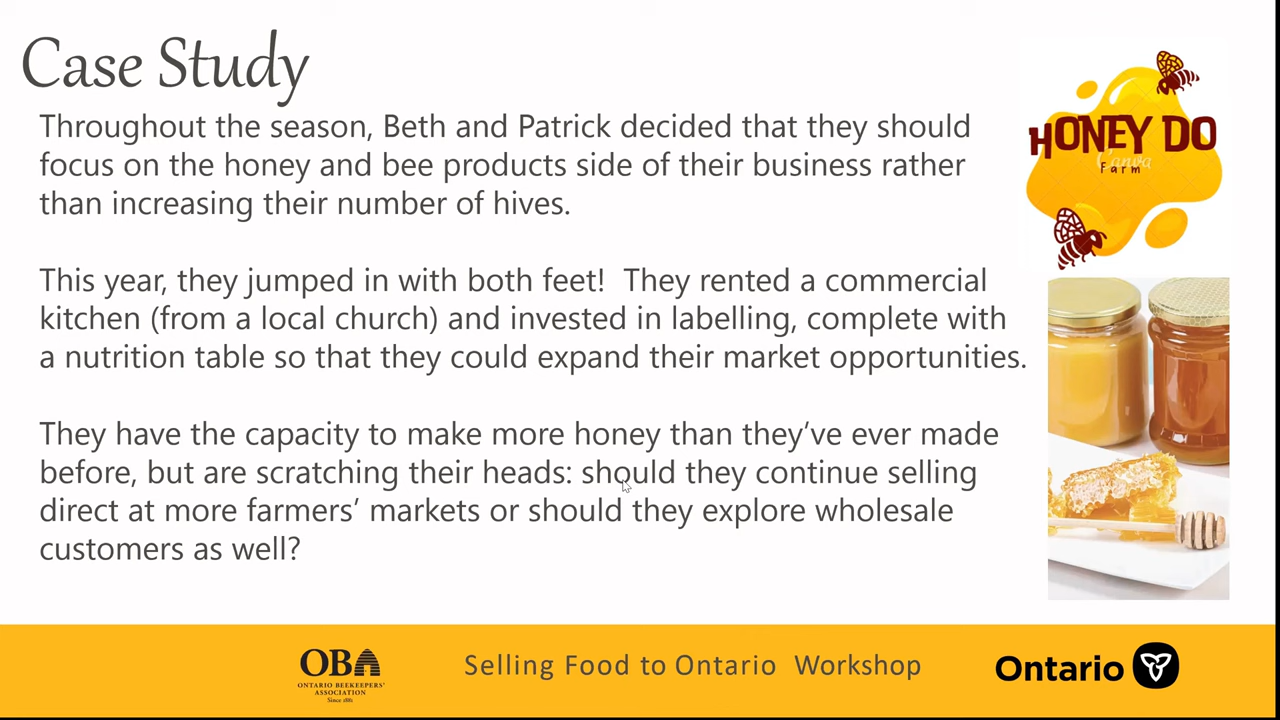 Case Study
Throughout the season, Beth and Patrick decided that they should
focus on the honey and bee products side of their business rather
than increasing their number of hives.
This year, they jumped in with both feet!  They rented a commercial
kitchen (from a local church) and invested in labelling, complete with
a nutrition table so that they could expand their market opportunities.
They have the capacity to make more honey than they’ve ever made
before, but are scratching their heads: should they continue selling
direct at more farmers’ markets or should they explore wholesale
customers as well?
HONEY DO
Canva
Farm
OBA
ONTARIO BEEKEEPERS'
ASSOCIATION
Since 1881
Selling Food to Ontario  Workshop
Ontario